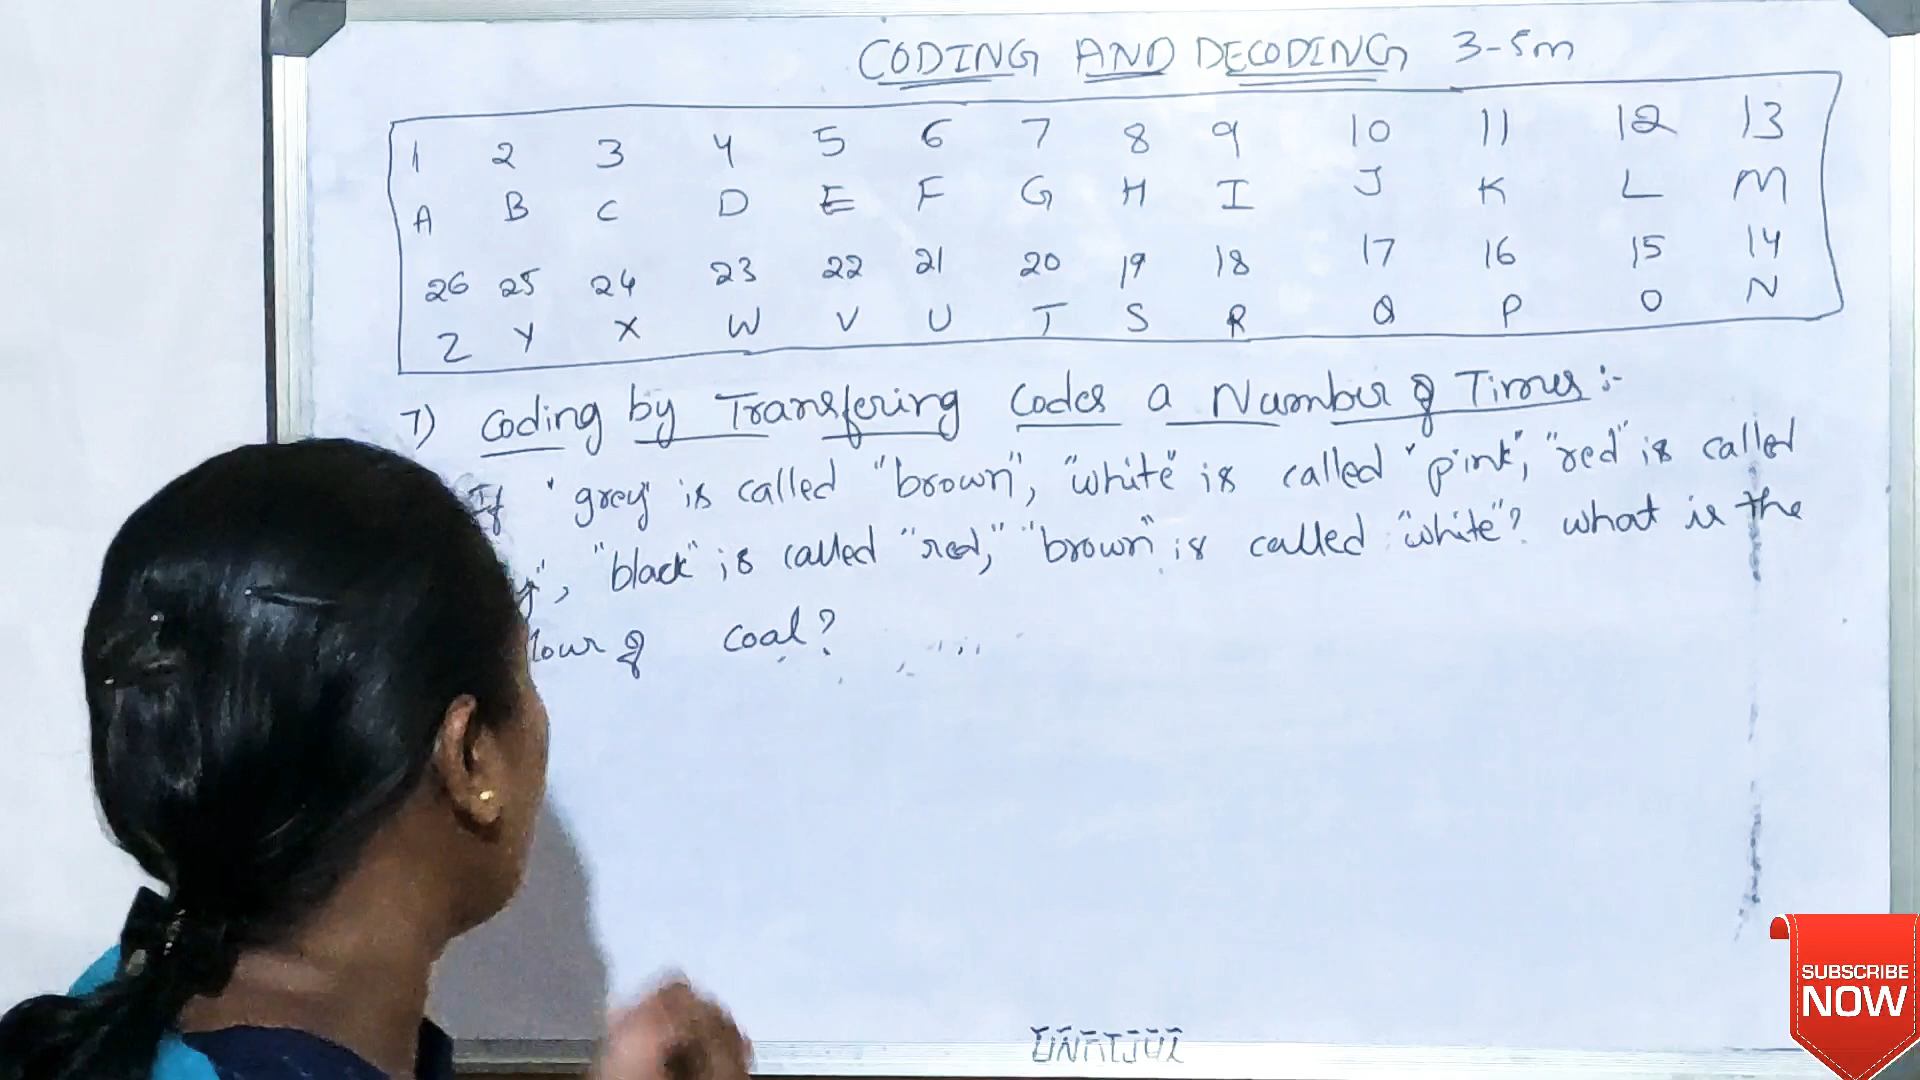 CODING AND DECODING 3-5m
1 2 3 4 5 6 7 8 9 10 11 12 13
A B C D E F G H I J K L M
26 25 24 23 22 21 20 19 18 17 16 15 14
Z Y X W V U T S R Q P O N
7) Coding by Transfering Codes a Number of Times :-
If "grey" is called "brown", "white" is called "pink", "red" is called
y", "black" is called "red," "brown" is called "white"? what is the
lour of coal?
SUBSCRIBE
NOW